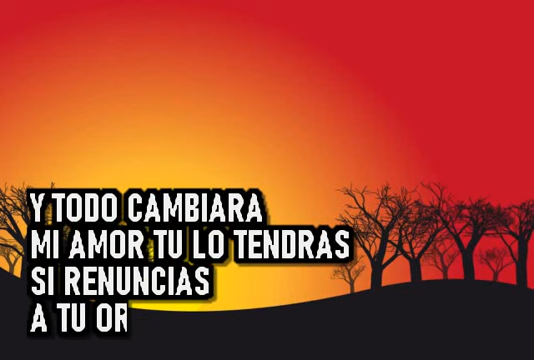 Y TODO CAMBIARA
MI AMOR TU LO TENDRAS
SI RENUNCIAS
A TU OR